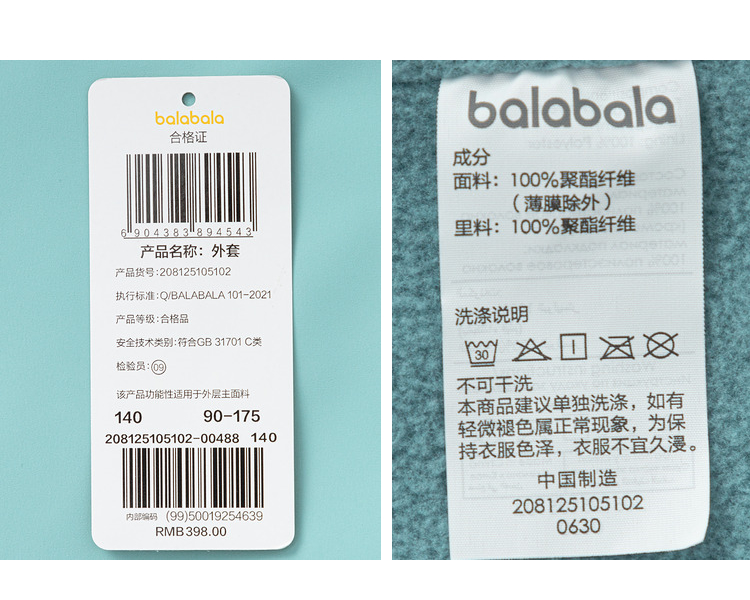 balabala
合格证
6 904383 894543
产品名称：外套
产品货号：208125105102
执行标准：Q/BALABALA 101-2021
产品等级：合格品
安全技术类别：符合GB 31701 C类
检验员：09
该产品功能性适用于外层主面料
140 90-175
208125105102-00488 140
内部编码 (99)50019254639
RMB398.00
balabala
成分
面料：100%聚酯纤维
（薄膜除外）
里料：100%聚酯纤维
洗涤说明
30
不可干洗
本商品建议单独洗涤，如有
轻微褪色属正常现象，为保
持衣服色泽，衣服不宜久浸。
中国制造
208125105102
0630